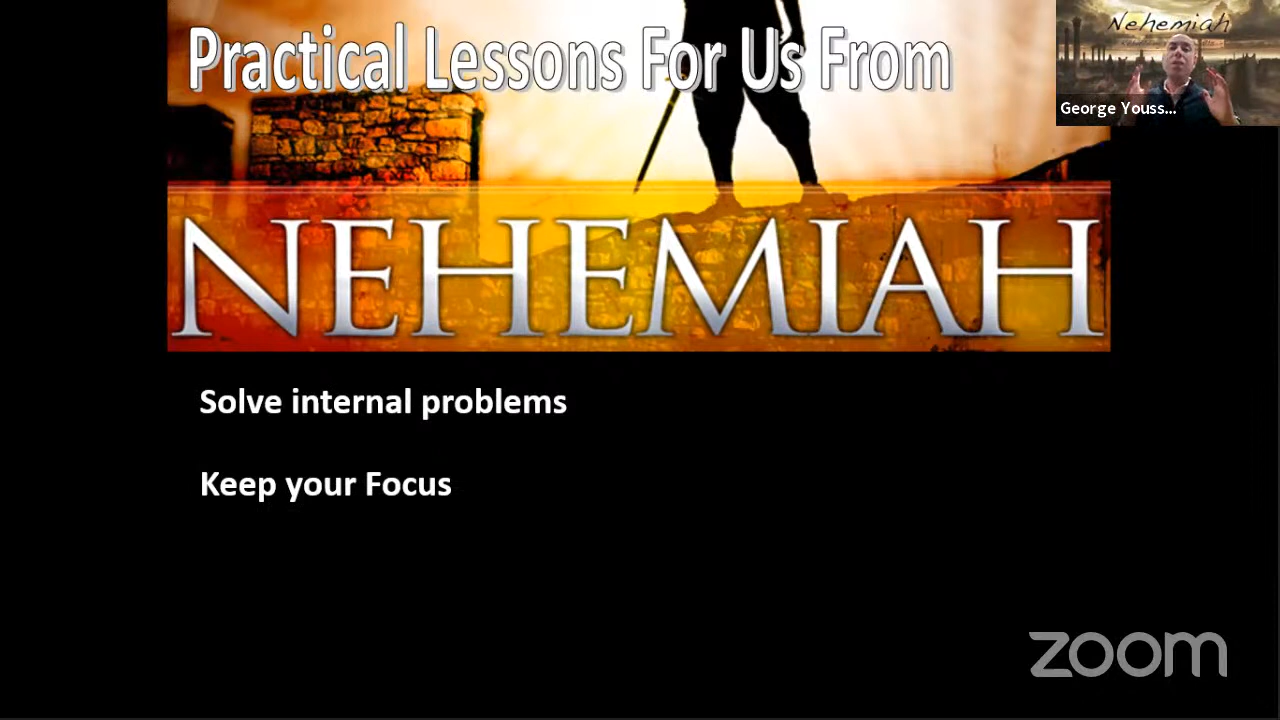 Practical Lessons For Us From
Nehemiah
George Youss...
NEHEMIAH
Solve internal problems
Keep your Focus
zoom